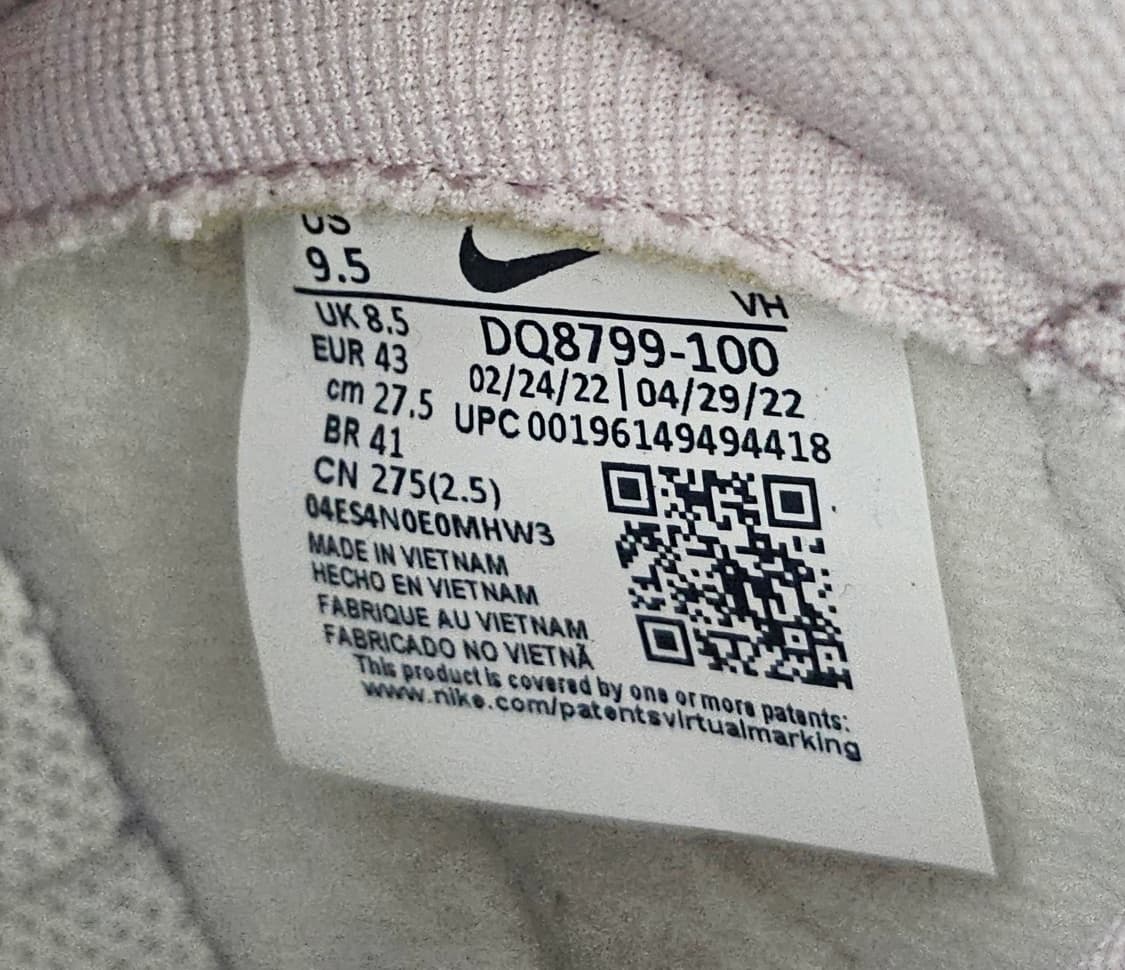 US
9.5
VH
UK 8.5
DQ8799-100
EUR 43
02/24/22 | 04/29/22
cm 27.5
UPC 00196149494418
BR 41
CN 275(2.5)
04ES4N0E0MHW3
MADE IN VIETNAM
HECHO EN VIETNAM
FABRIQUE AU VIETNAM
FABRICADO NO VIETNÃ
This product is covered by one or more patents:
www.nike.com/patentsvirtualmarking